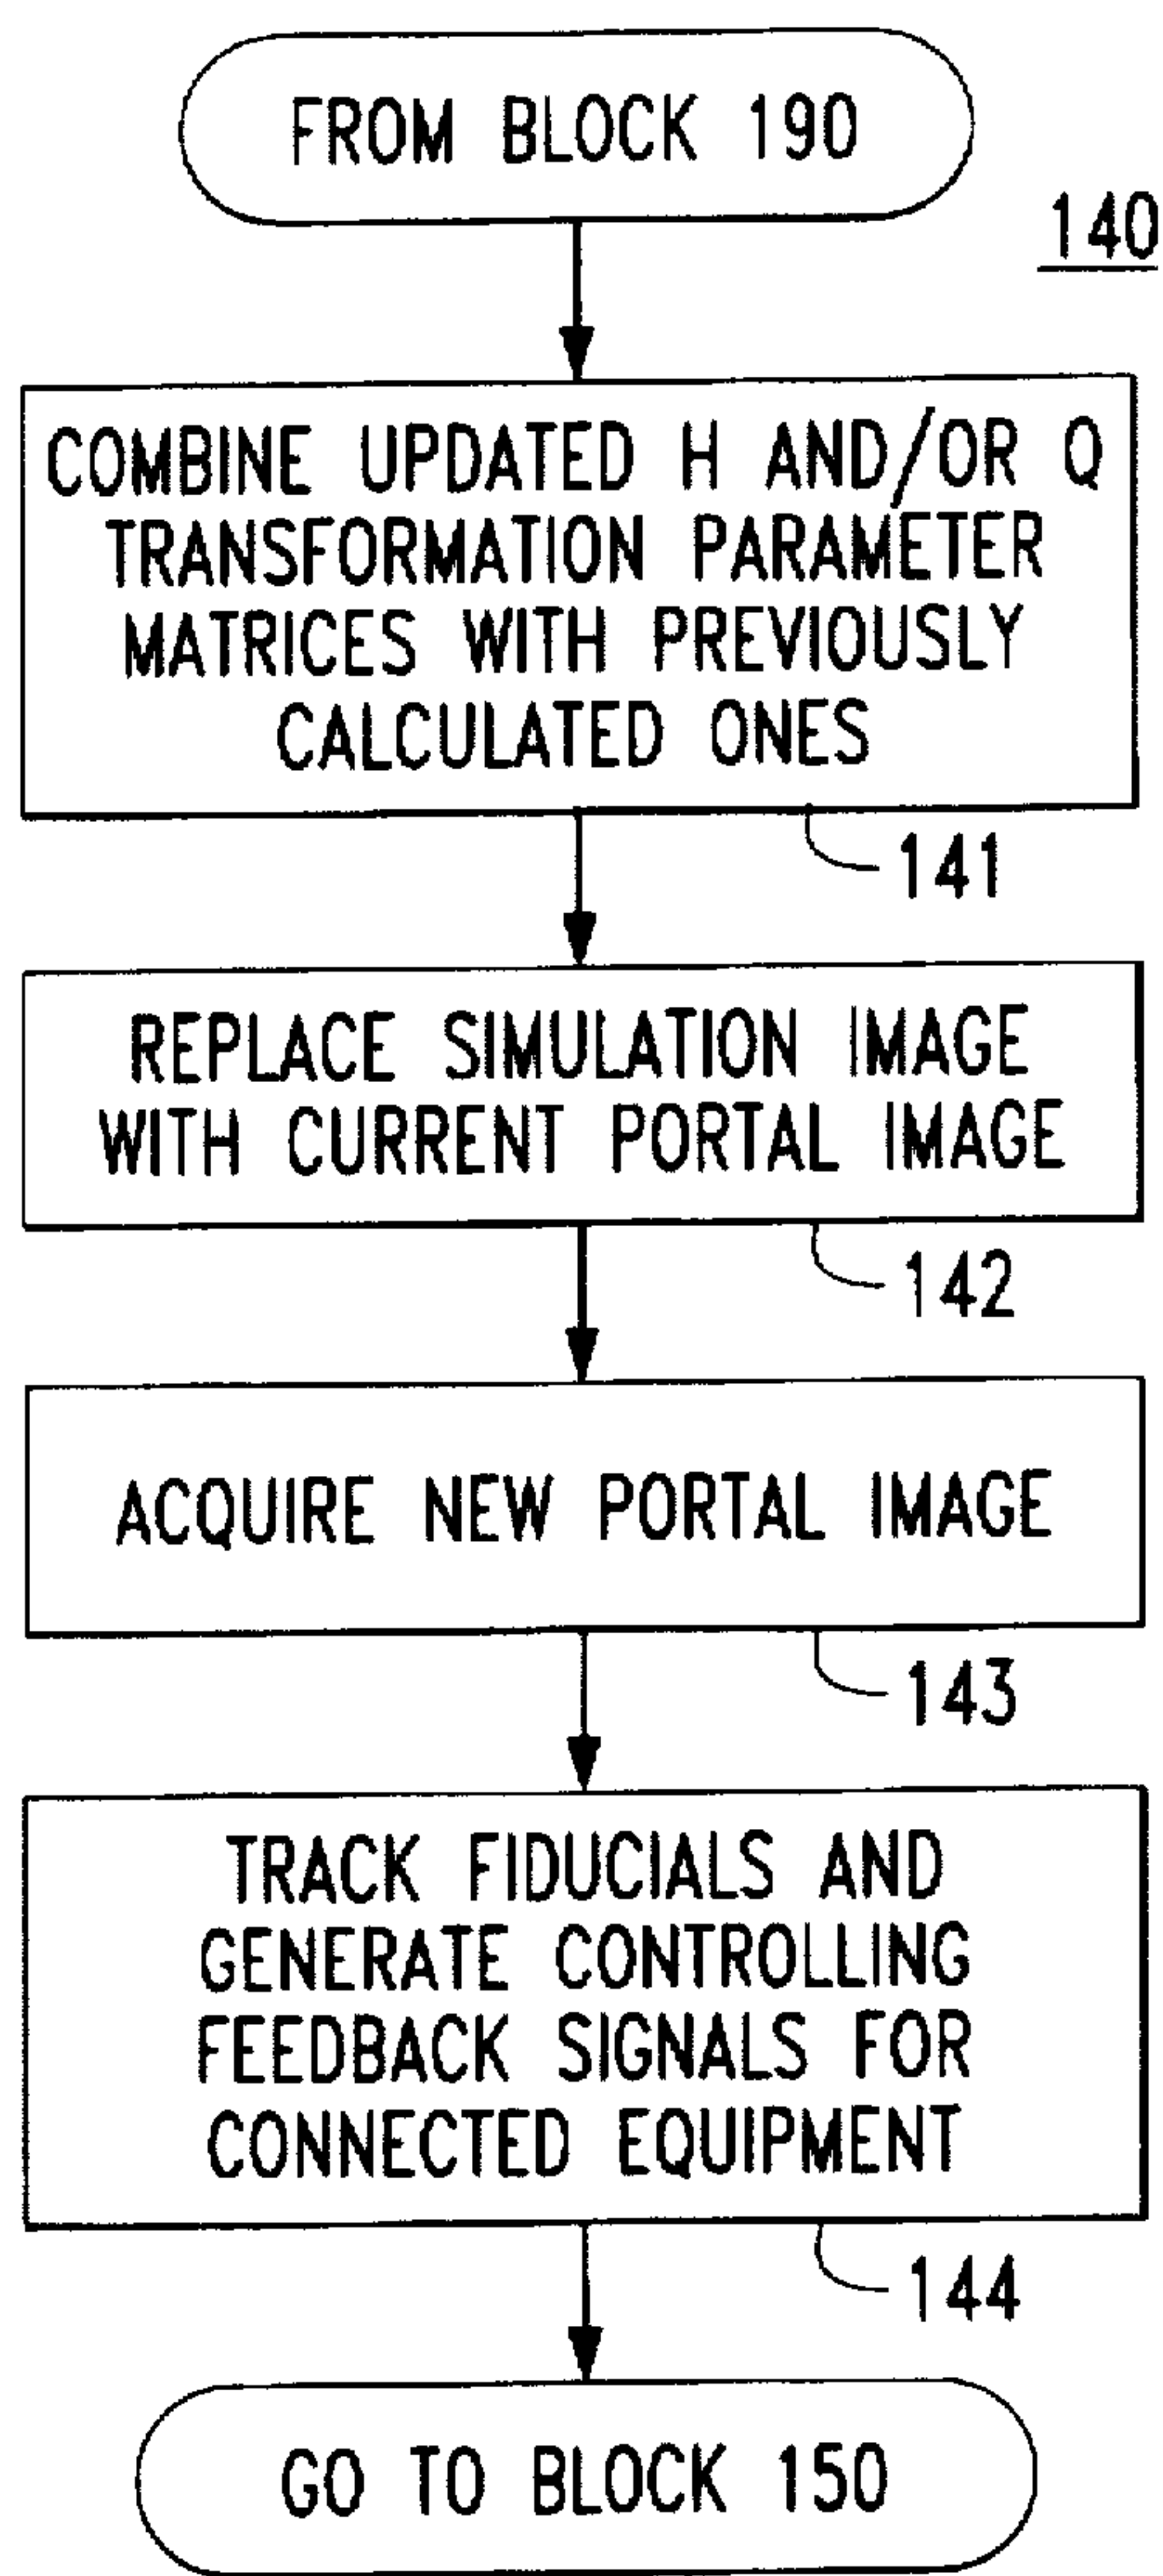 FROM BLOCK 190
140
COMBINE UPDATED H AND/OR Q
TRANSFORMATION PARAMETER
MATRICES WITH PREVIOUSLY
CALCULATED ONES
141
REPLACE SIMULATION IMAGE
WITH CURRENT PORTAL IMAGE
142
ACQUIRE NEW PORTAL IMAGE
143
TRACK FIDUCIALS AND
GENERATE CONTROLLING
FEEDBACK SIGNALS FOR
CONNECTED EQUIPMENT
144
GO TO BLOCK 150